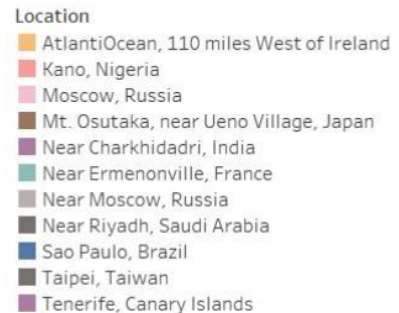 Location
AtlantiOcean, 110 miles West of Ireland
Kano, Nigeria
Moscow, Russia
Mt. Osutaka, near Ueno Village, Japan
Near Charkhidadri, India
Near Ermenonville, France
Near Moscow, Russia
Near Riyadh, Saudi Arabia
Sao Paulo, Brazil
Taipei, Taiwan
Tenerife, Canary Islands